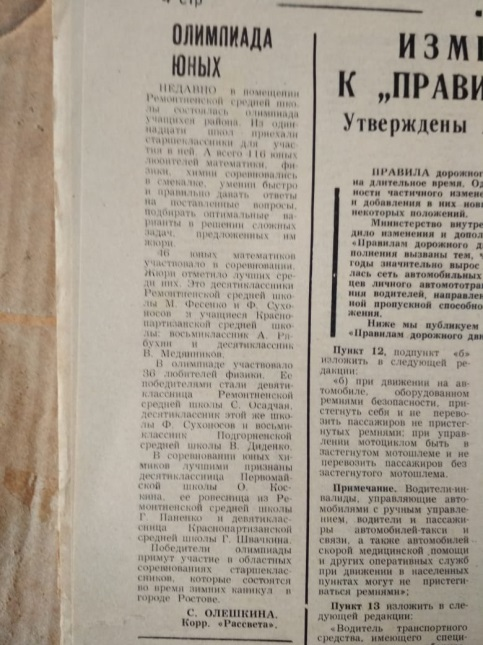 4 стр
ОЛИМПИАДА
ЮНЫХ
НЕДАВНО в помещении
Ремонтненской средней шко-
лы состоялась олимпиада
учащихся района. Из один-
надцати школ приехали
старшеклассники для учас-
тия в ней. А всего 116 юных
любителей математики, фи-
зики, химии соревновались
в смекалке, умении быстро
и правильно давать ответы
на поставленные вопросы,
подбирать оптимальные ва-
рианты в решении сложных
задач, предложенных им
жюри.
46 юных математиков
участвовало в соревновании.
Жюри отметило лучших сре-
ди них. Это десятиклассники
Ремонтненской средней шко-
лы М. Фесенко и Ф. Сухо-
носов и учащиеся Красно-
партизанской средней шко-
лы: восьмиклассник А. Ря-
бухин и десятиклассник
В. Медянников.
В олимпиаде участвовало
36 любителей физики. Ее
победителями стали девяти-
классница Ремонтненской
средней школы С. Осадчая,
десятиклассник этой же шко-
лы Ф. Сухоносов и восьми-
классник Подгорненской
средней школы В. Диденко.
В соревновании юных хи-
миков лучшими признаны
десятиклассница Первомай-
ской школы О. Кос-
кина, ее ровесница из Ре-
монтненской средней школы
Г. Паненко и девятиклас-
сница Краснопартизанской
средней школы Г. Швачкина.
Победители олимпиады
примут участие в областных
соревнованиях старшеклас-
сников, которые состоятся
во время зимних каникул в
городе Ростове.
С. ОЛЕШКИНА.
Корр. «Рассвета».
ИЗМ
К „ПРАВИ
Утверждены
ПРАВИЛА дорожного
на длительное время. Од
ности частичного измене
и добавления в них нов
некоторых положений.
Министерство внутре
дило изменения и допол
«Правилам дорожного д
полнения вызваны тем, ч
годы значительно вырос
лась сеть автомобильных
цев личного автомототран
ния водителей, направлен
ной пропускной способно
жения.
Ниже мы публикуем
«Правилам дорожного дви
Пункт 12, подпункт «б»
изложить в следующей ре-
дакции:
«б) при движении на ав-
томобиле, оборудованном
ремнями безопасности, при-
стегнуть себя и не перево-
зить пассажиров не пристег-
нутых ремнями; при управ-
лении мотоциклом быть в
застегнутом мотошлеме и не
перевозить пассажиров без
застегнутого мотошлема.
Примечание. Водители-ин-
валиды, управляющие авто-
мобилями с ручным управле-
нием, водители и пассажи-
ры автомобилей-такси и
связи, а также автомобилей
скорой медицинской помощи
и других оперативных служб
при движении в населенных
пунктах могут не пристеги-
ваться ремнями»;
Пункт 13 изложить в сле-
дующей редакции:
«Водитель транспортного
средства, имеющего специ-